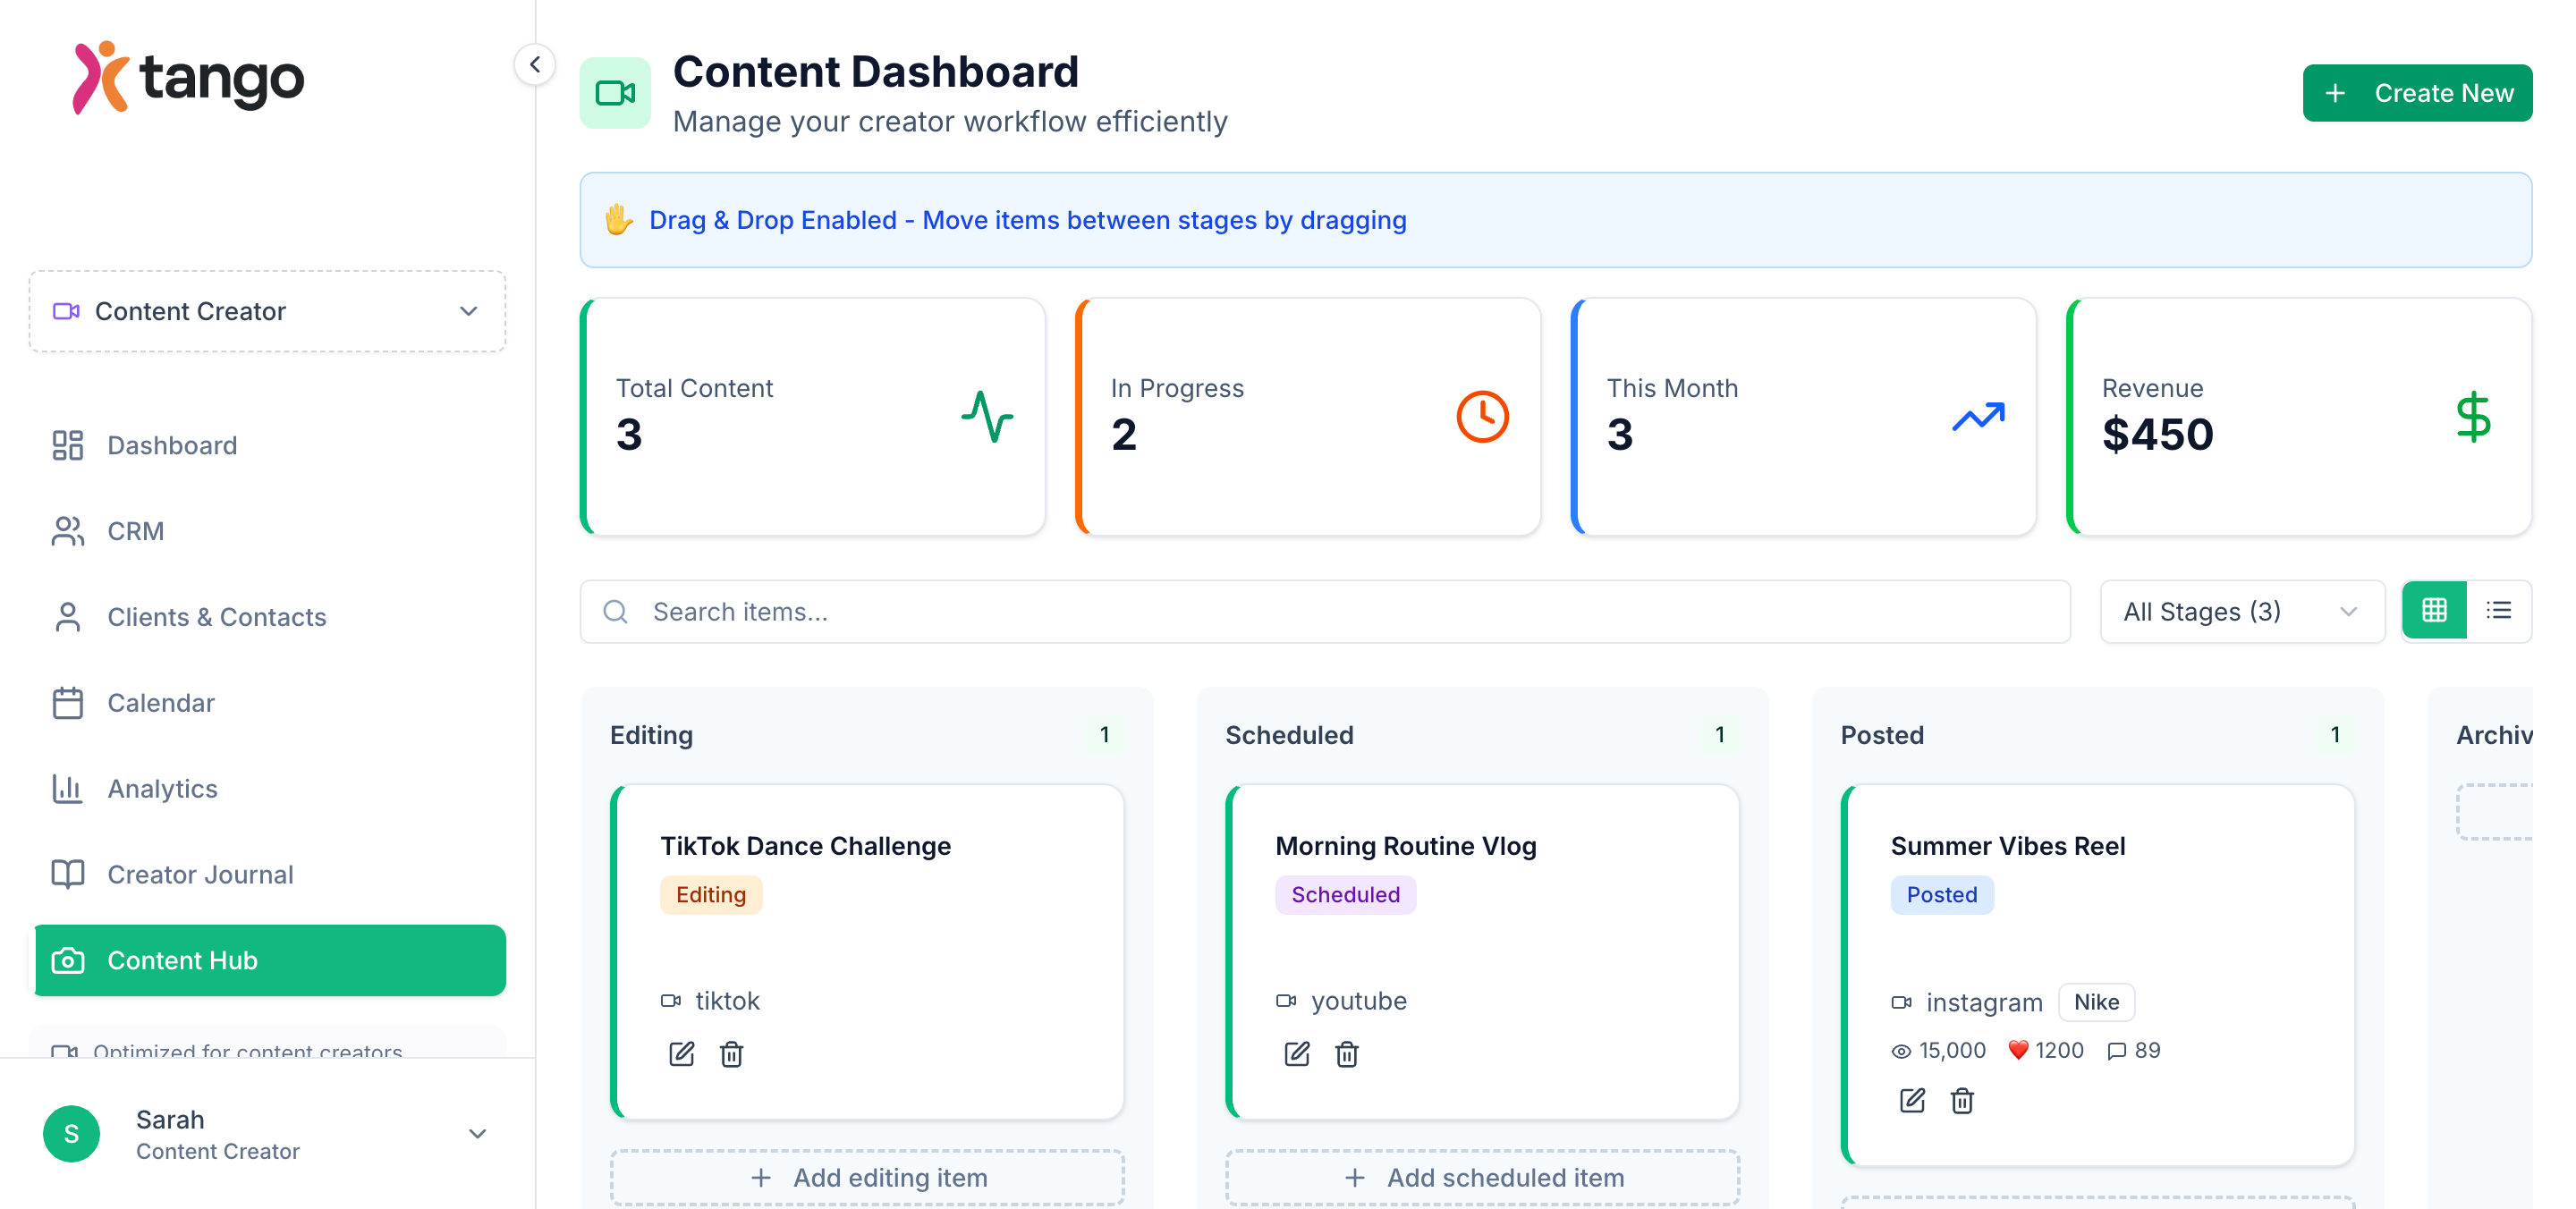 tango
Content Creator
Dashboard
CRM
Clients & Contacts
Calendar
Analytics
Creator Journal
Content Hub
Optimized for content creators
S
Sarah
Content Creator
Content Dashboard
Manage your creator workflow efficiently
Create New
Drag & Drop Enabled - Move items between stages by dragging
Total Content
3
In Progress
2
This Month
3
Revenue
$450
Search items...
All Stages (3)
Editing 1
TikTok Dance Challenge
Editing
tiktok
Add editing item
Scheduled 1
Morning Routine Vlog
Scheduled
youtube
Add scheduled item
Posted 1
Summer Vibes Reel
Posted
instagram Nike
15,000 1200 89
Archiv